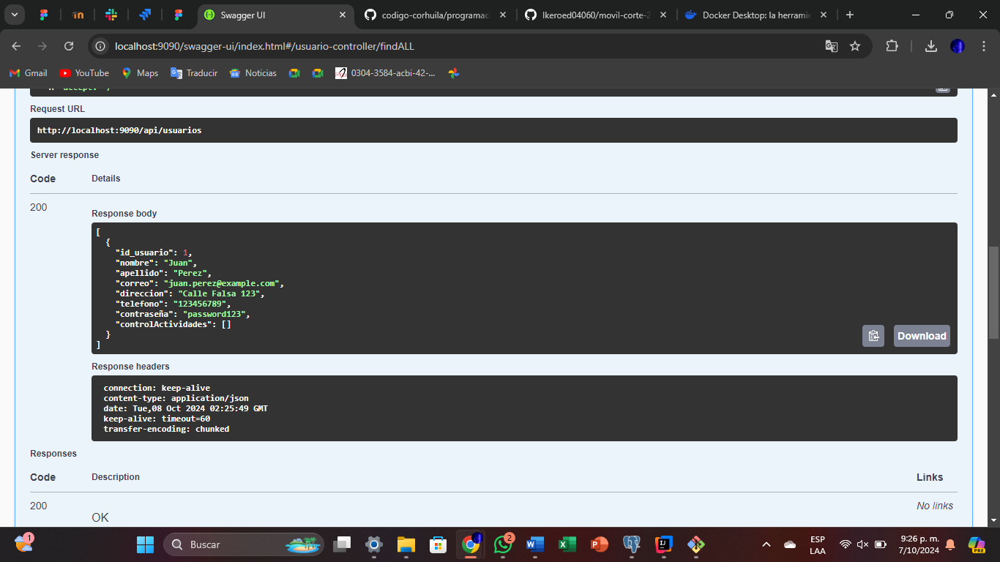 Swagger UI
codigo-corhuila/programac
lkeroed04060/movil-corte-2
Docker Desktop: la herramie
localhost:9090/swagger-ui/index.html#/usuario-controller/findALL
Gmail
YouTube
Maps
Traducir
Noticias
0304-3584-acbi-42-...
Request URL
http://localhost:9090/api/usuarios
Server response
Code Details
200
Response body
[
{
"id_usuario": 1,
"nombre": "Juan",
"apellido": "Perez",
"correo": "juan.perez@example.com",
"direccion": "Calle Falsa 123",
"telefono": "123456789",
"contraseña": "password123",
"controlActividades": []
}
]
Download
Response headers
connection: keep-alive
content-type: application/json
date: Tue,08 Oct 2024 02:25:49 GMT
keep-alive: timeout=60
transfer-encoding: chunked
Responses
Code Description Links
200 No links
OK
1
Buscar
2
ESP
LAA
9:26 p. m.
7/10/2024
PRE